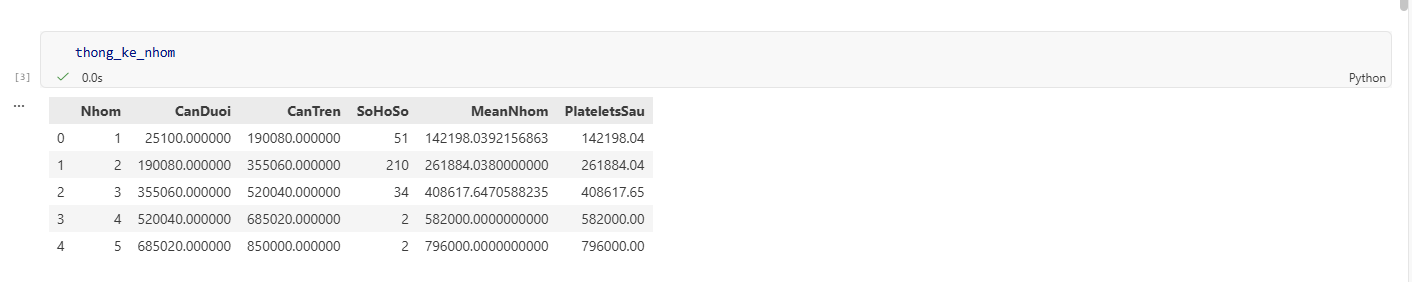 thong_ke_nhom
[3] 0.0s Python
...
Nhom CanDuoi CanTren SoHoSo MeanNhom PlateletsSau
0 1 25100.000000 190080.000000 51 142198.0392156863 142198.04
1 2 190080.000000 355060.000000 210 261884.0380000000 261884.04
2 3 355060.000000 520040.000000 34 408617.6470588235 408617.65
3 4 520040.000000 685020.000000 2 582000.0000000000 582000.00
4 5 685020.000000 850000.000000 2 796000.0000000000 796000.00